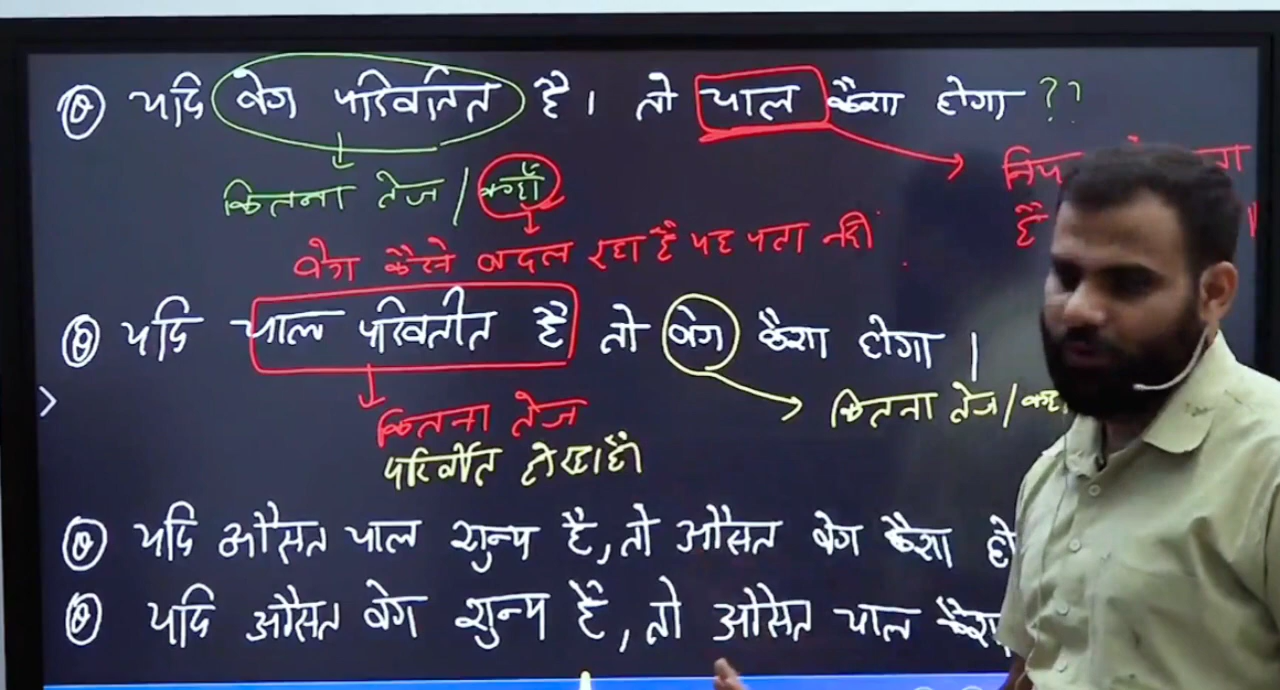 यदि वेग परिवर्तित है। तो चाल कैसा होगा ??
कितना तेज / कहाँ
है
वेग कैसे बदल रहा है यह पता नहीं
यदि चाल परिवर्तीत है तो वेग कैसा होगा।
कितना तेज
कितना तेज /
परिवर्तित हो रहा है।
यदि औसत चाल शुन्य है, तो औसत वेग कैसा हो
यदि औसत वेग शुन्य है, तो औसत चाल कैसा